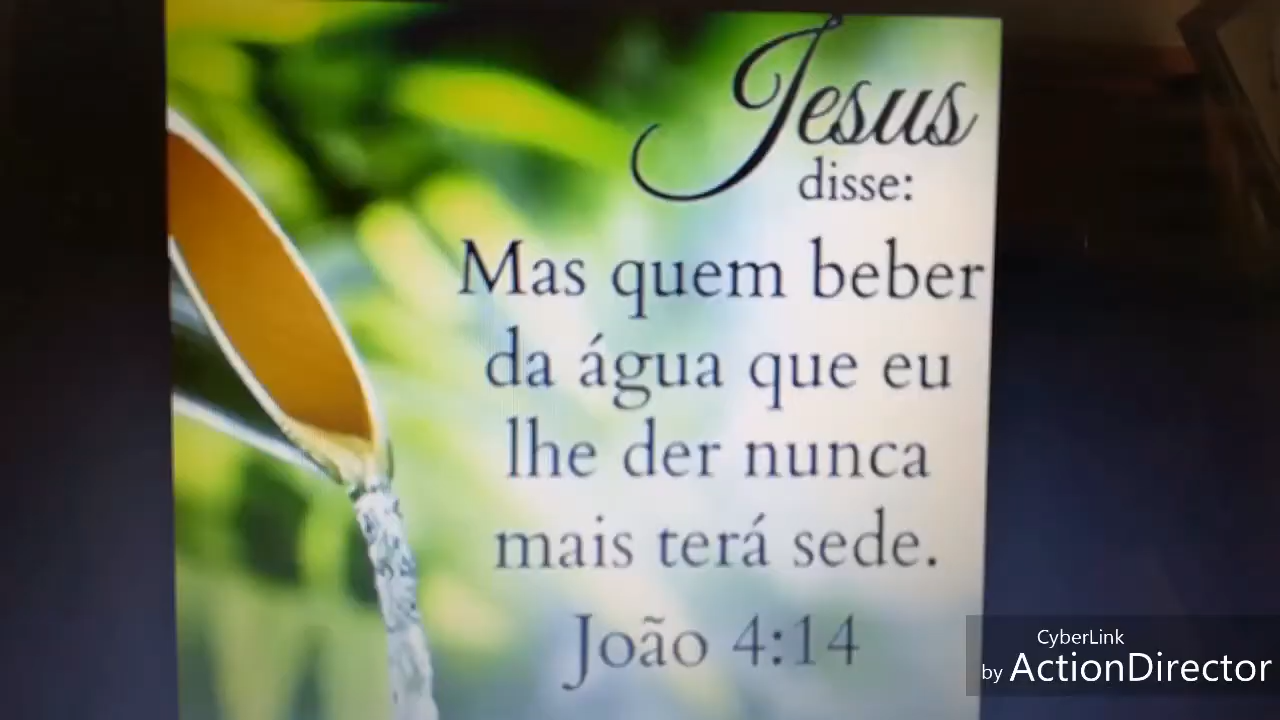 Jesus
disse:
Mas quem beber
da água que eu
lhe der nunca
mais terá sede.
João 4:14
CyberLink
by ActionDirector